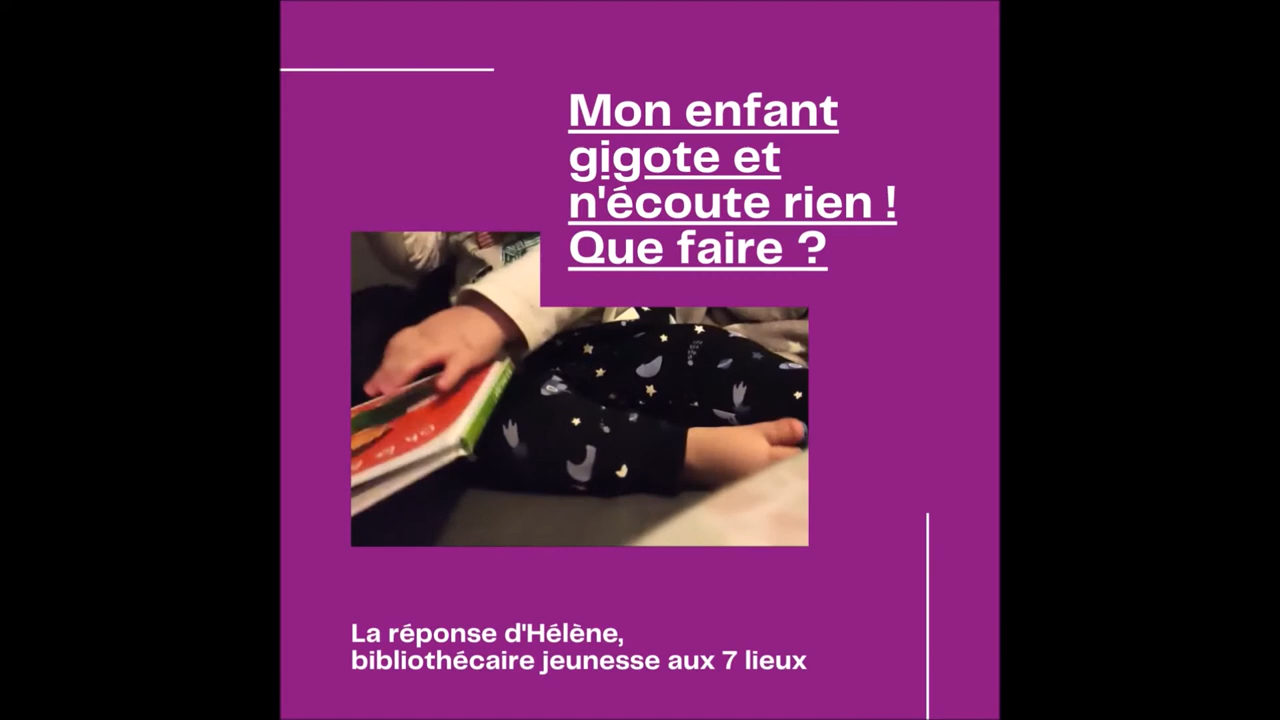 Mon enfant
gigote et
n'écoute rien !
Que faire ?
La réponse d'Hélène,
bibliothécaire jeunesse aux 7 lieux